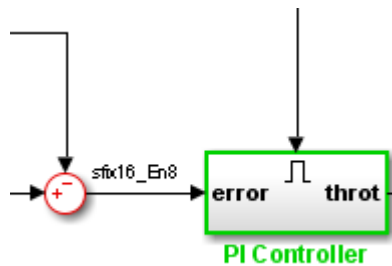 sfix16_En8
+ −
error
throt
PI Controller